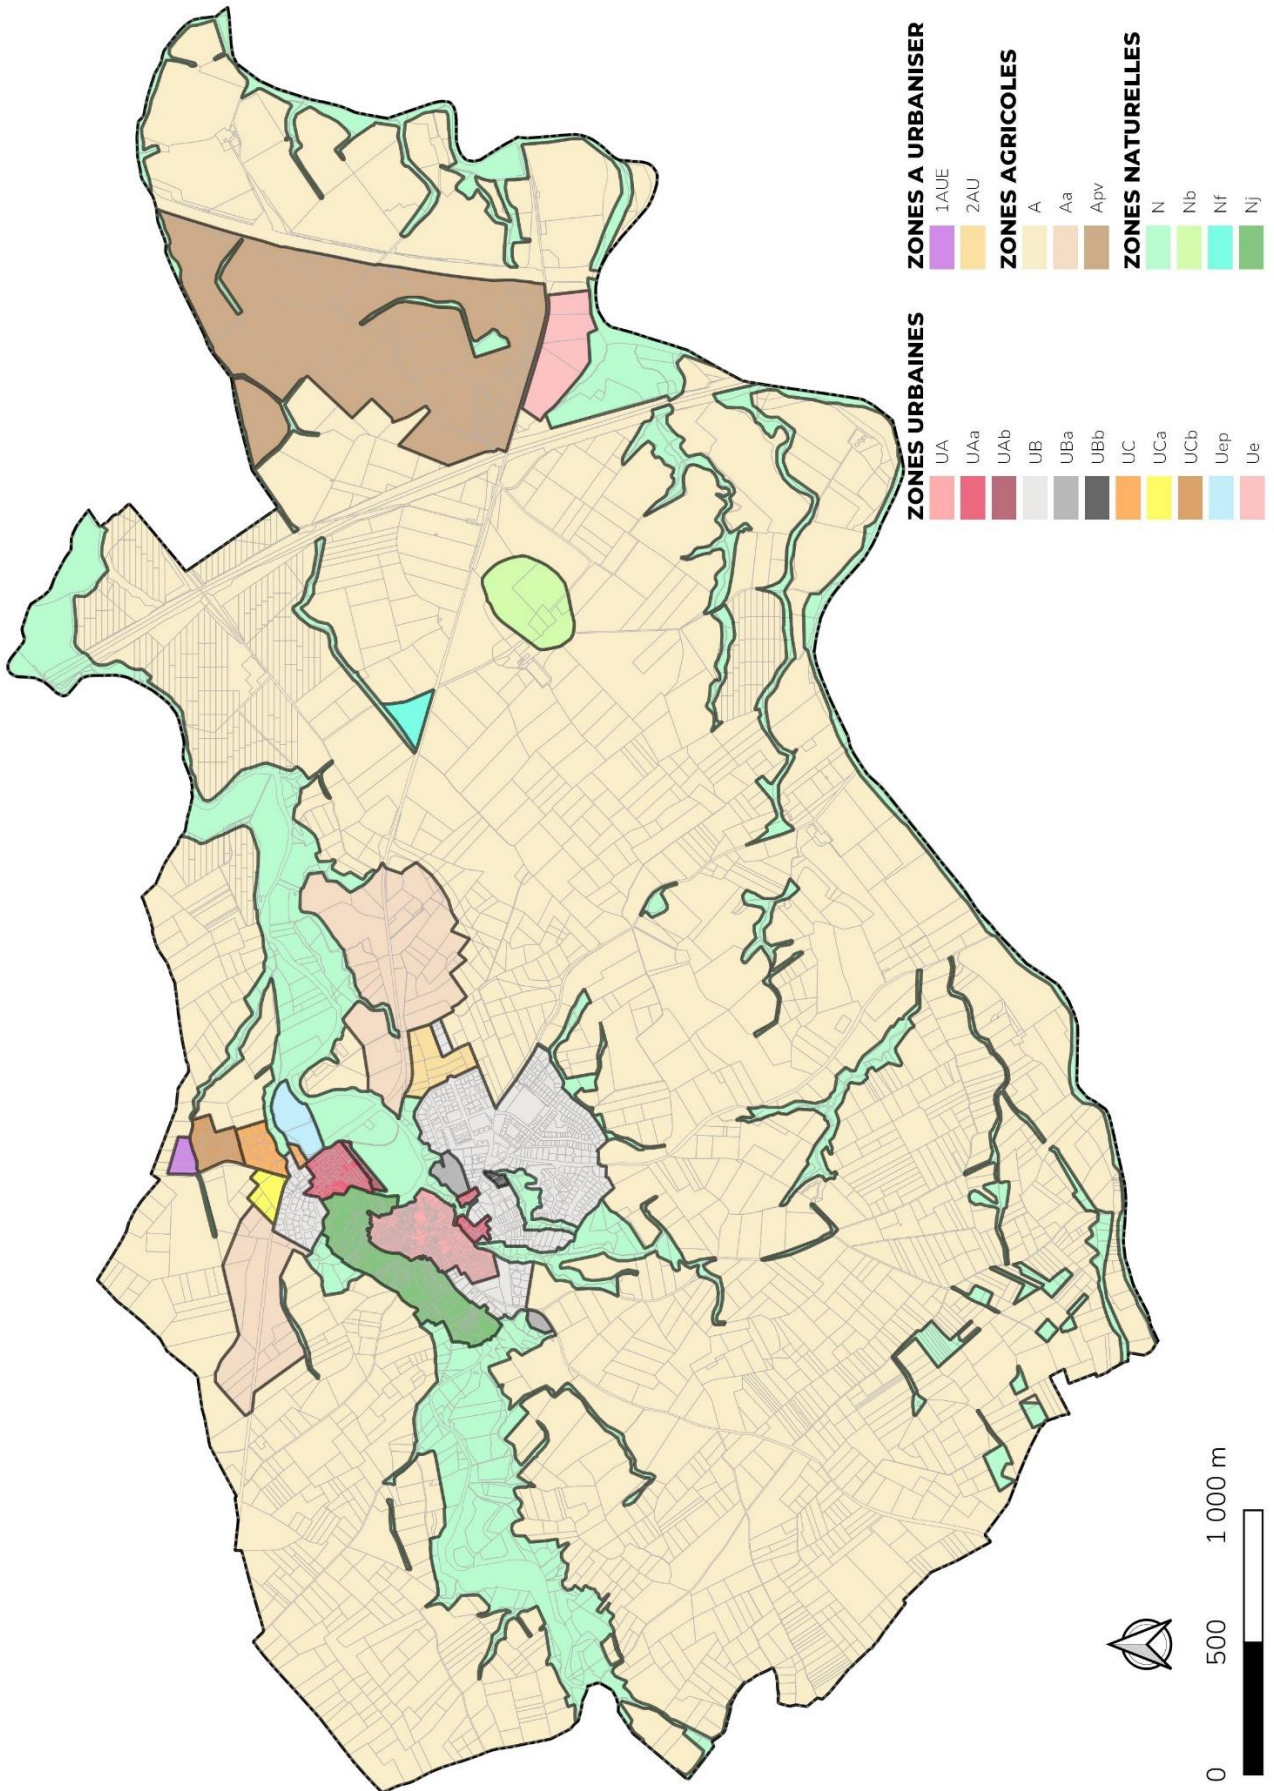 ZONES URBAINES
UA
UAa
UAb
UB
UBa
UBb
UC
UCa
UCb
Uep
Ue
ZONES A URBANISER
1AUE
2AU
ZONES AGRICOLES
A
Aa
Apv
ZONES NATURELLES
N
Nb
Nf
Nj
0 500 1 000 m